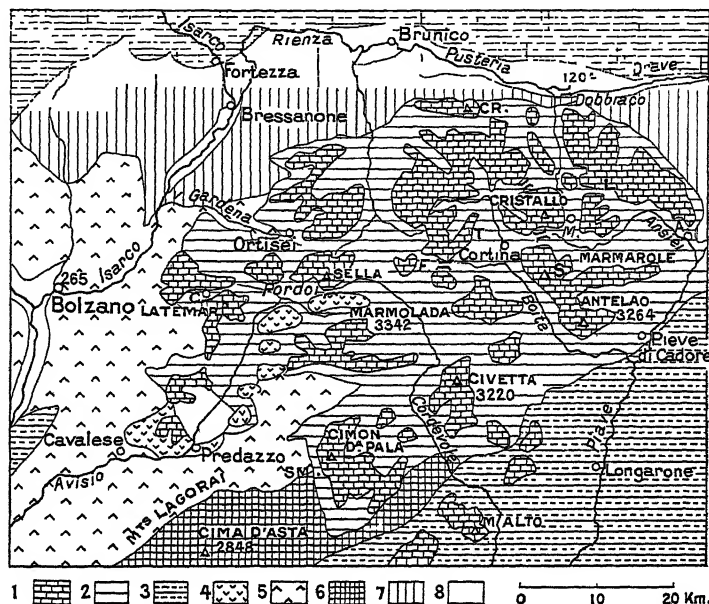 Isarco
Rienza
Brunico
Pusteria
Drave
Fortezza
120
Dobbiaco
Bressanone
CR.
Gardena
CRISTALLO
M.
Ansiei
Ortisei
T
Cortina
MARMAROLE
265 Isarco
SELLA
F
S
Bolzano
C.
Fordoi
ANTELAO
LATEMAR
MARMOLADA
3264
3342
Boite
Pieve
di Cadore
CIVETTA
3220
Cordevole
Piave
Cavalese
CIMON
D. PALA
Predazzo
SM.
Longarone
Avisio
Mts LAGORAI
CIMA D'ASTA
2848
M. ALTO
1 2 3 4 5 6 7 8 0 10 20 Km.